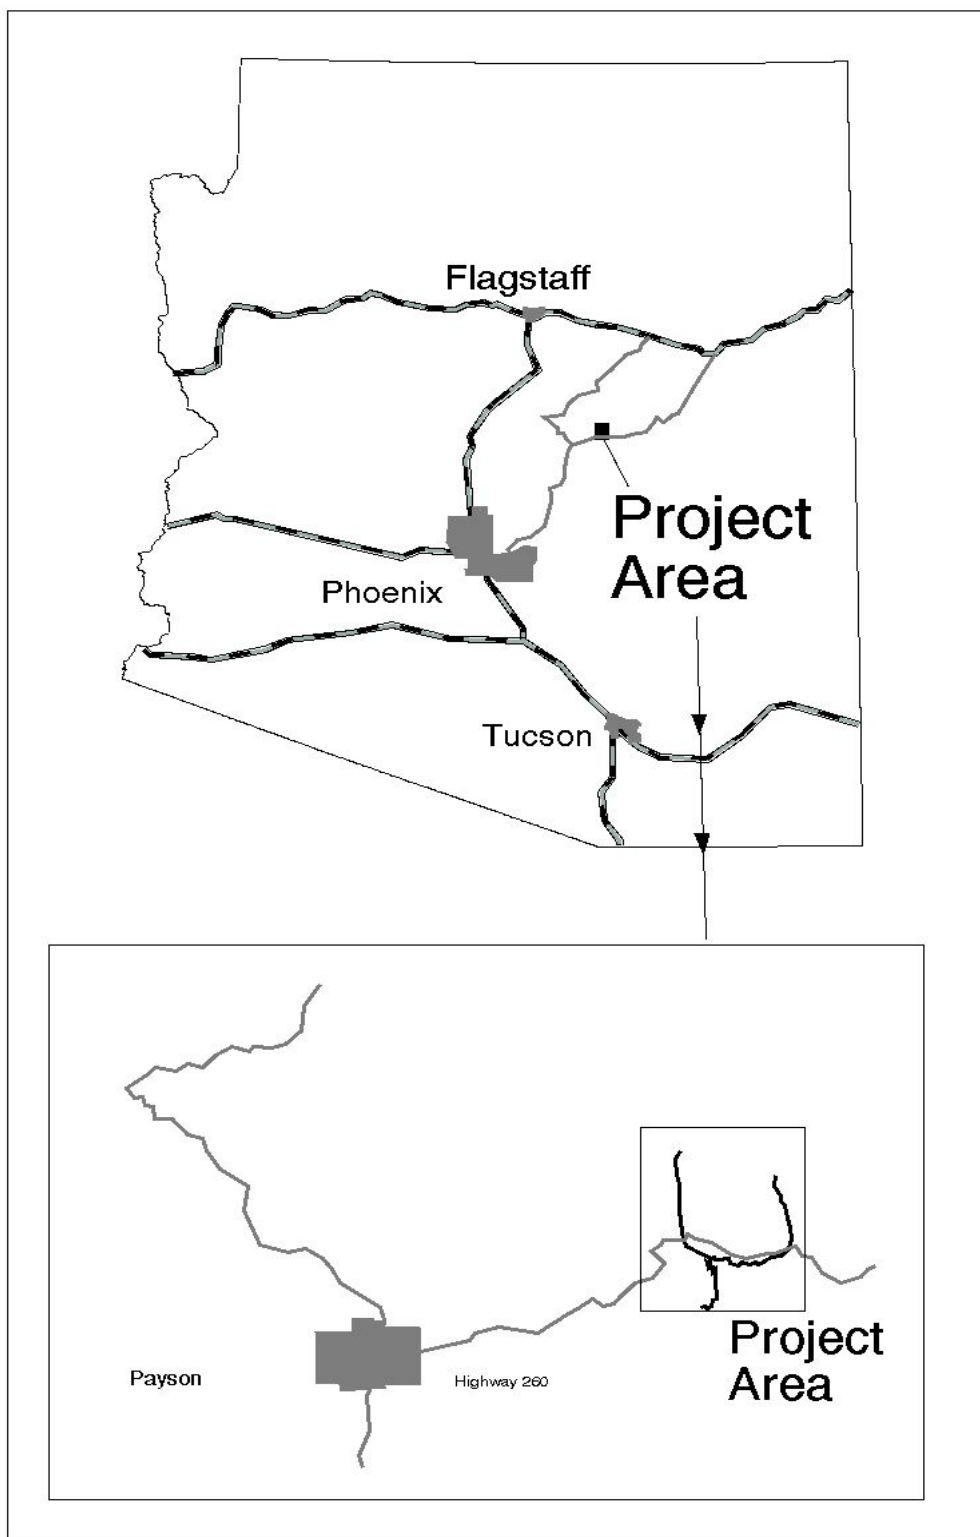 Flagstaff
Project
Area
Phoenix
Tucson
Project
Area
Payson
Highway 260